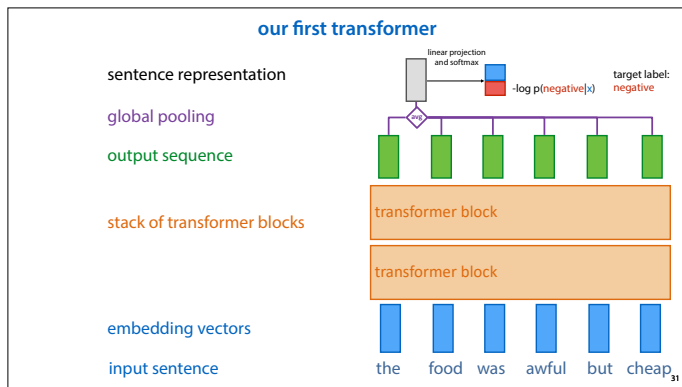 our first transformer
linear projection
and softmax
sentence representation
-log p(negative|x)
target label:
negative
global pooling
avg
output sequence
transformer block
stack of transformer blocks
transformer block
embedding vectors
input sentence
the food was awful but cheap
31